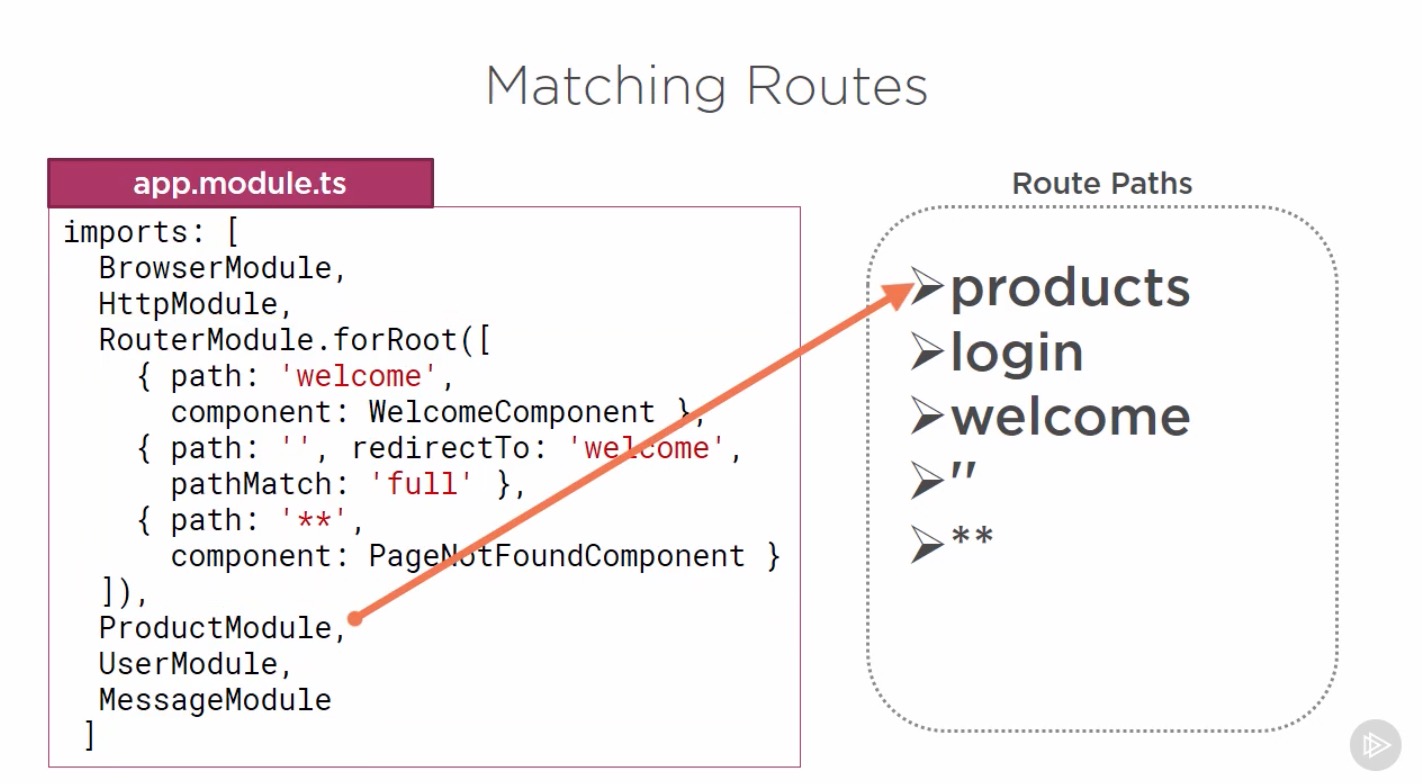 Matching Routes
app.module.ts
imports: [
BrowserModule,
HttpModule,
RouterModule.forRoot([
{ path: 'welcome',
component: WelcomeComponent },
{ path: '', redirectTo: 'welcome',
pathMatch: 'full' },
{ path: '**',
component: PageNotFoundComponent }
]),
ProductModule,
UserModule,
MessageModule
]
Route Paths
products
login
welcome
''
**